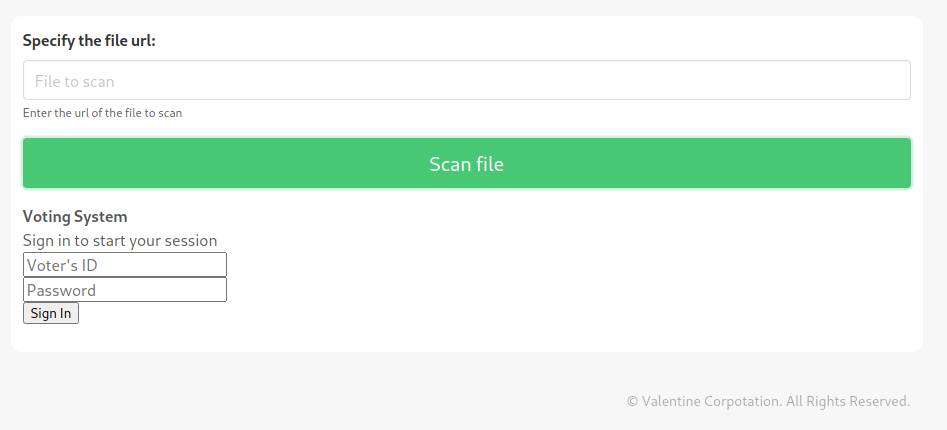 Specify the file url:
File to scan
Enter the url of the file to scan
Scan file
Voting System
Sign in to start your session
Voter's ID
Password
Sign In
© Valentine Corpotation. All Rights Reserved.